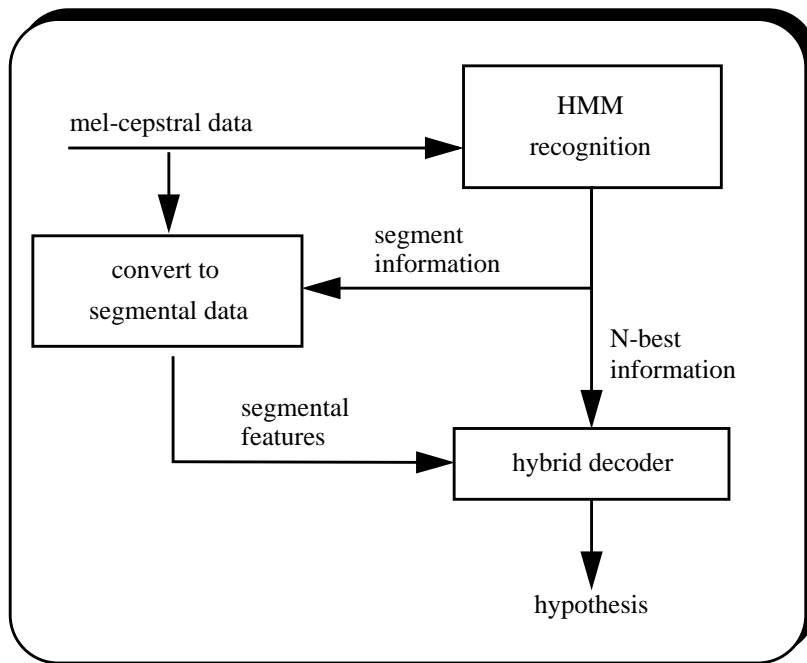 HMM
recognition
mel-cepstral data
segment
information
convert to
segmental data
N-best
information
segmental
features
hybrid decoder
hypothesis